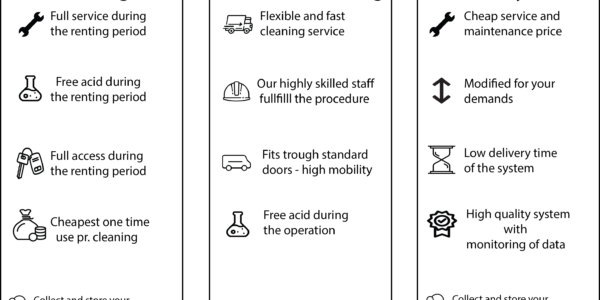 Full service during
the renting period
Free acid during
the renting period
Full access during
the renting period
Cheapest one time
use pr. cleaning
Collect and store your
Flexible and fast
cleaning service
Our highly skilled staff
fullfilll the procedure
Fits trough standard
doors - high mobility
Free acid during
the operation
Cheap service and
maintenance price
Modified for your
demands
Low delivery time
of the system
High quality system
with
monitoring of data
Collect and store your